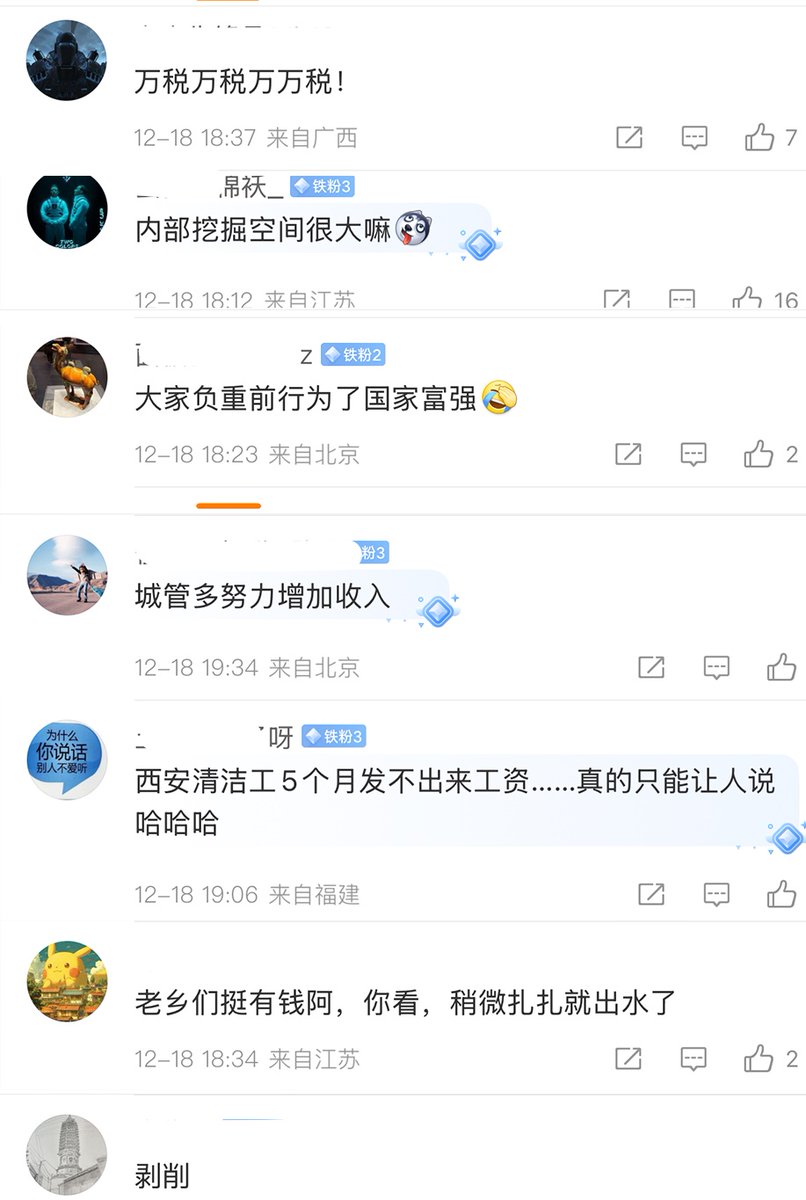 万税万税万万税！
12-18 18:37 来自广西
7
锦袄_ 铁粉3
内部挖掘空间很大嘛
12-18 18:12 来自江苏
16
z 铁粉2
大家负重前行为了国家富强
12-18 18:23 来自北京
2
粉3
城管多努力增加收入
12-18 19:34 来自北京
呀 铁粉3
为什么
你说话
别人不爱听
西安清洁工5个月发不出来工资……真的只能让人说
哈哈哈
12-18 19:06 来自福建
老乡们挺有钱阿，你看，稍微扎扎就出水了
12-18 18:34 来自江苏
2
剥削